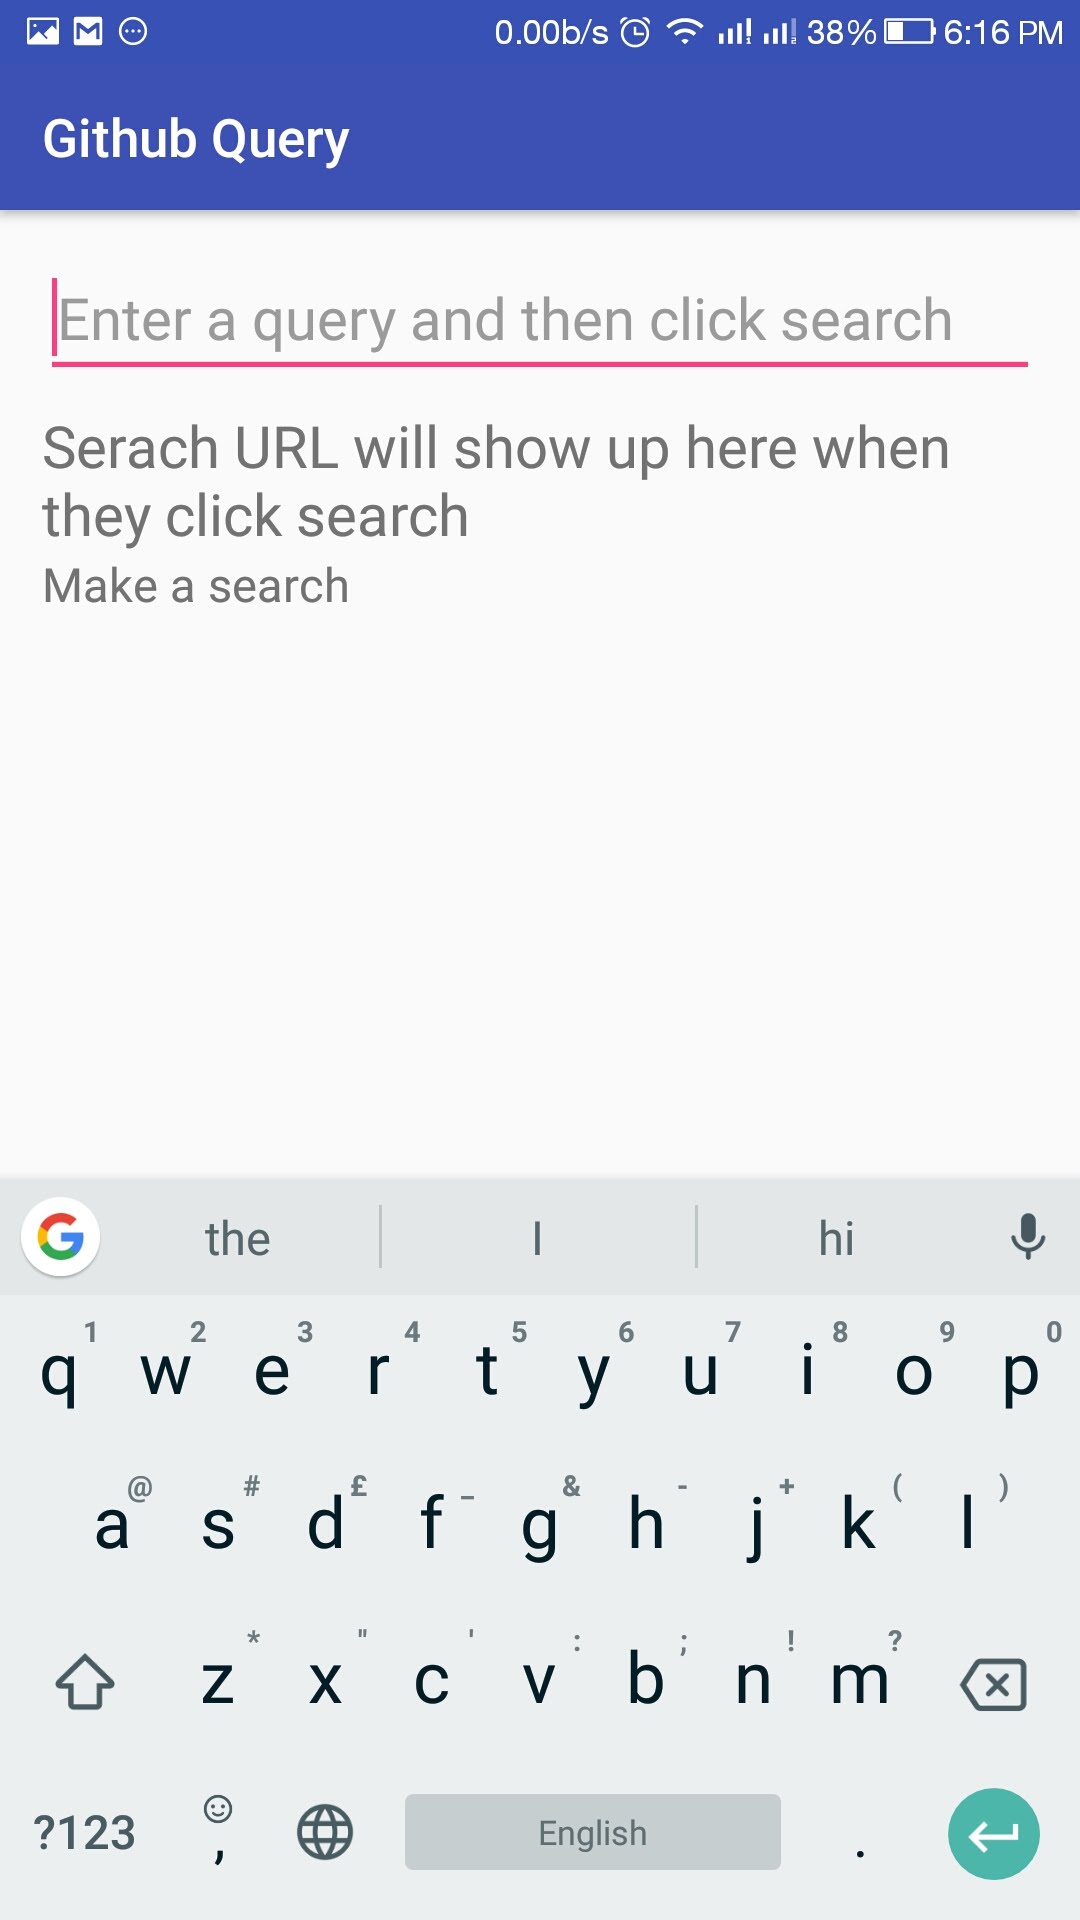 0.00b/s 38% 6:16 PM
Github Query
Enter a query and then click search
Serach URL will show up here when
they click search
Make a search
the I hi
1 2 3 4 5 6 7 8 9 0
q w e r t y u i o p
@ # £ _ & - + ( )
a s d f g h j k l
* " ' : ; ! ?
z x c v b n m
?123 , English .